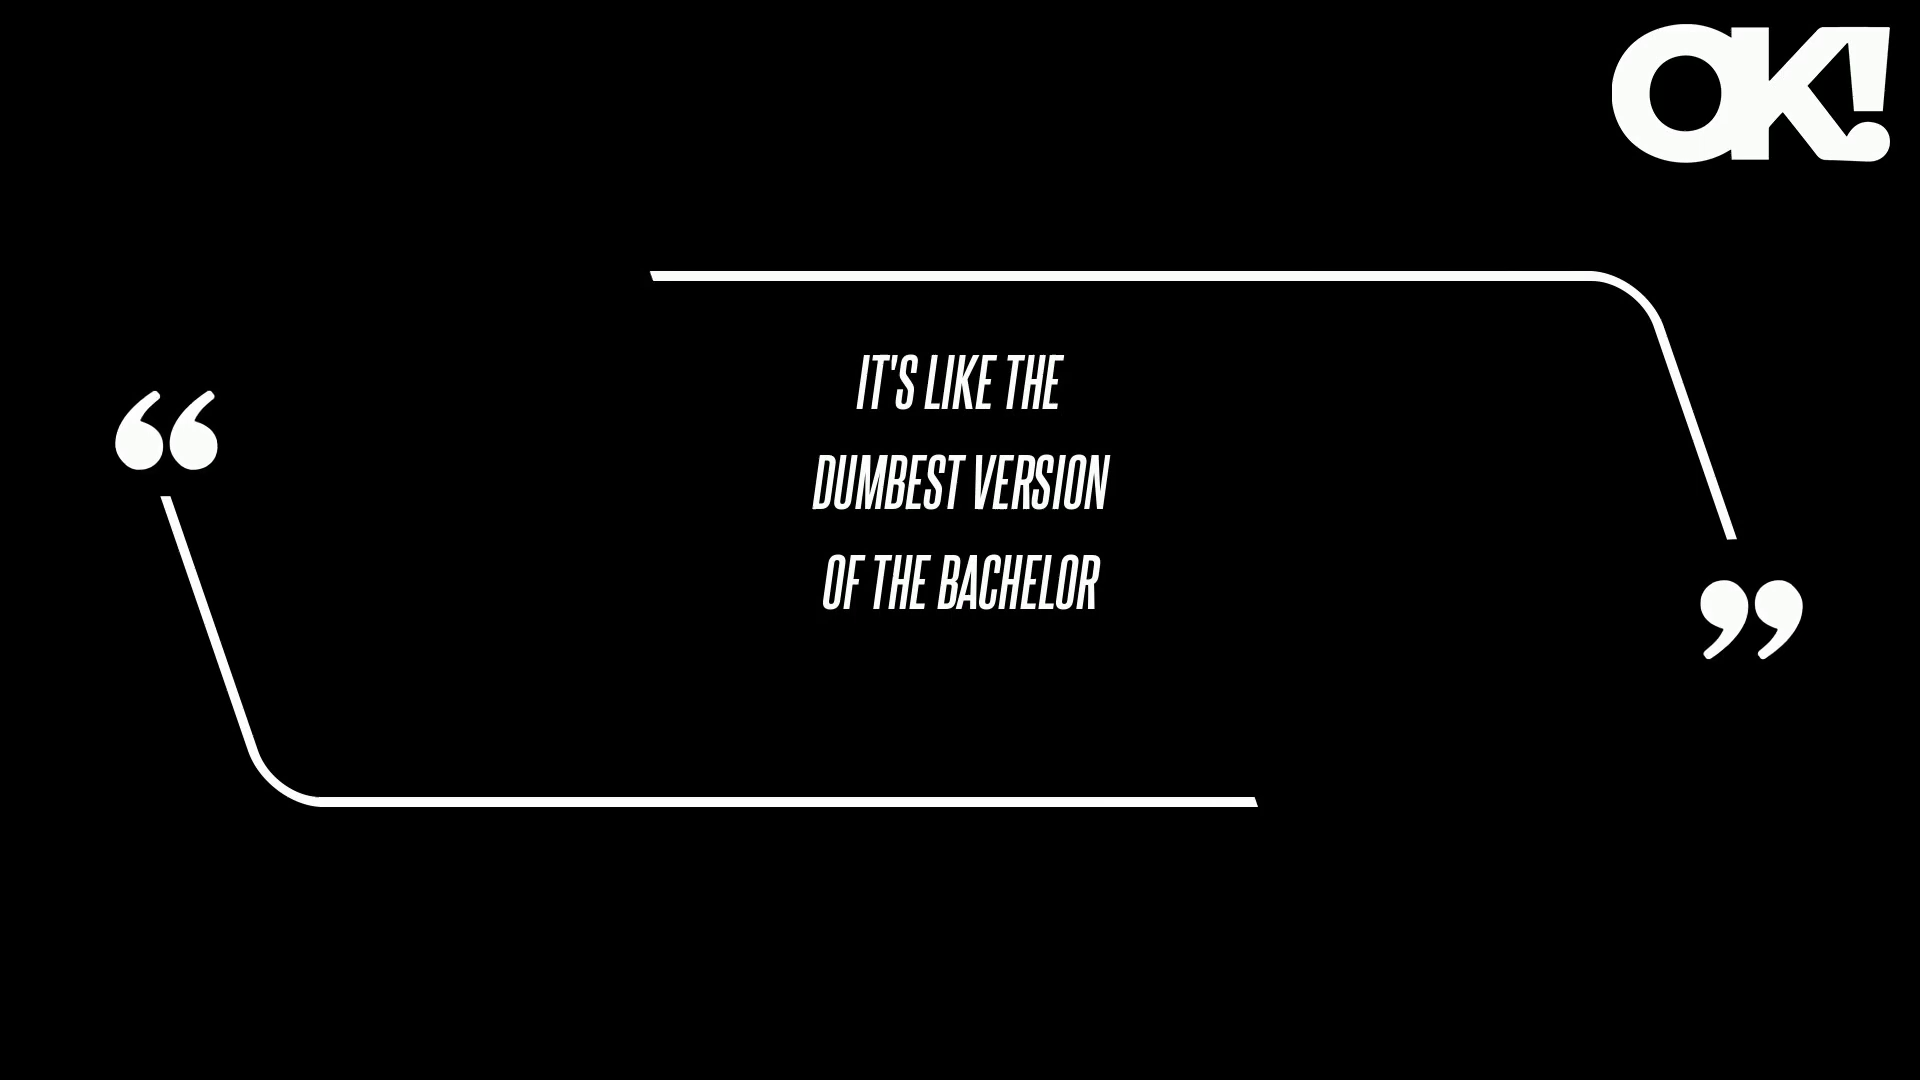 OK!
“
IT'S LIKE THE
DUMBEST VERSION
OF THE BACHELOR
”